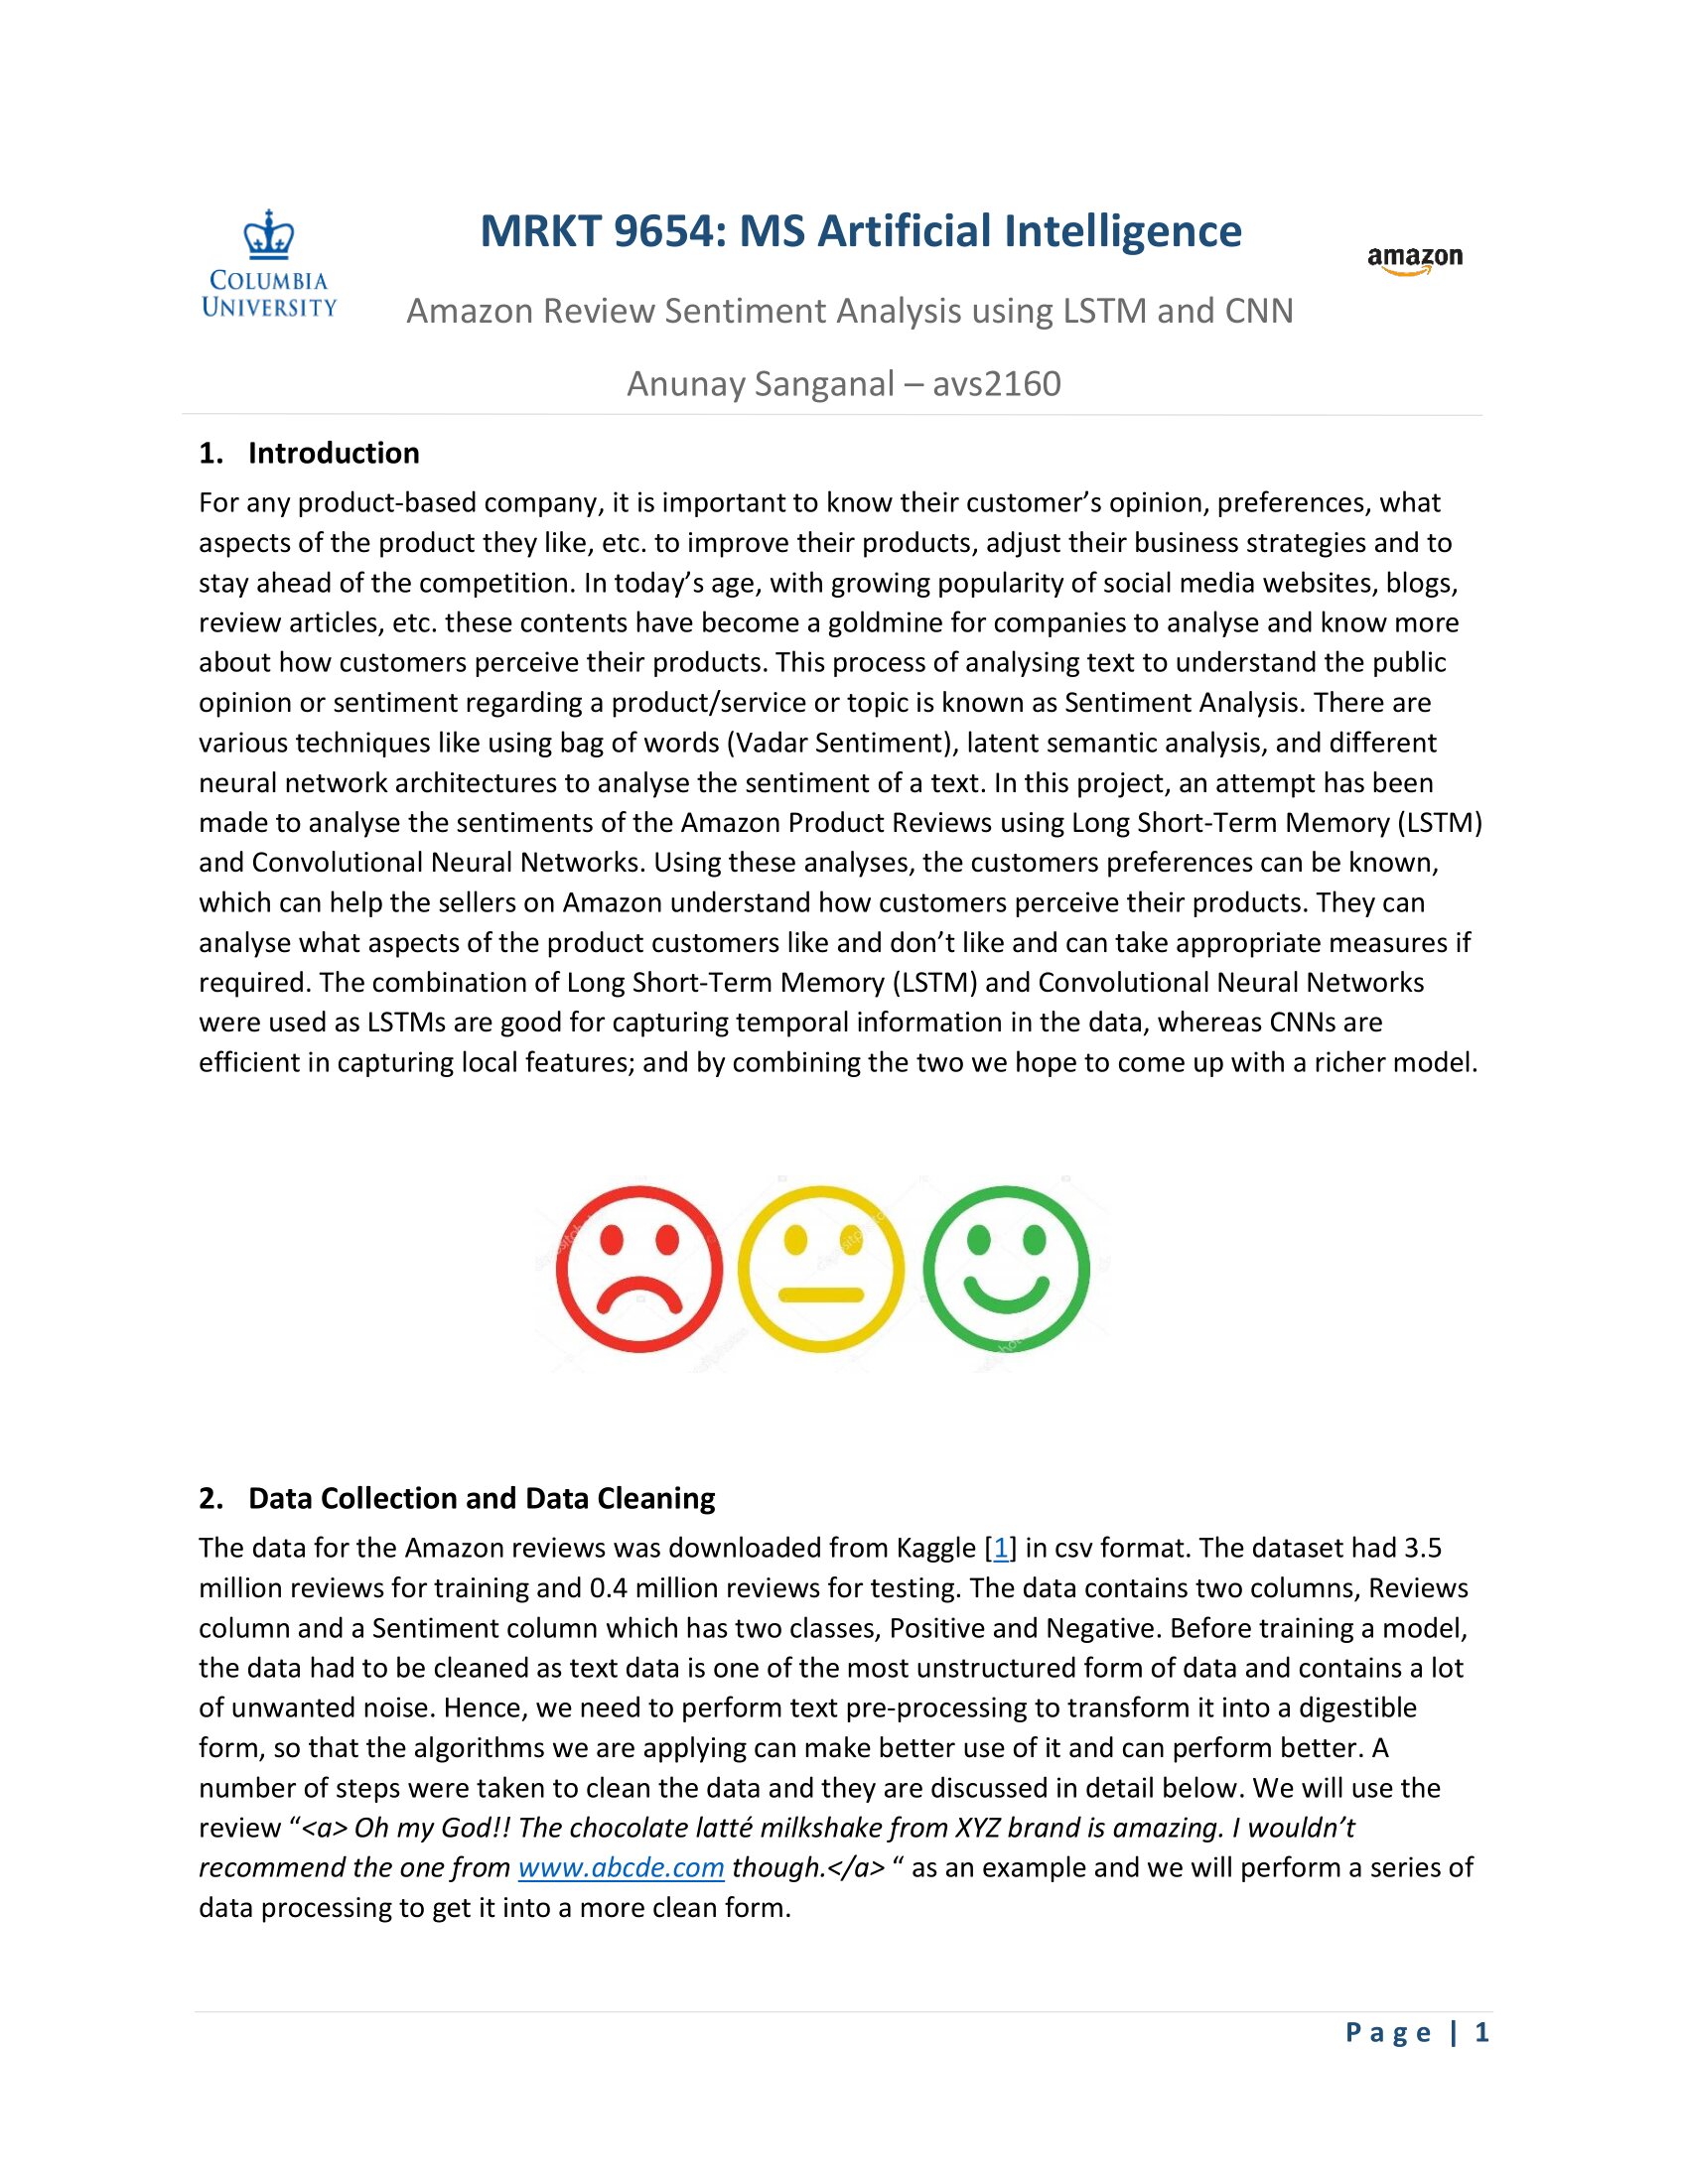 COLUMBIA
UNIVERSITY
MRKT 9654: MS Artificial Intelligence
amazon
Amazon Review Sentiment Analysis using LSTM and CNN
Anunay Sanganal – avs2160
1. Introduction
For any product-based company, it is important to know their customer’s opinion, preferences, what
aspects of the product they like, etc. to improve their products, adjust their business strategies and to
stay ahead of the competition. In today’s age, with growing popularity of social media websites, blogs,
review articles, etc. these contents have become a goldmine for companies to analyse and know more
about how customers perceive their products. This process of analysing text to understand the public
opinion or sentiment regarding a product/service or topic is known as Sentiment Analysis. There are
various techniques like using bag of words (Vadar Sentiment), latent semantic analysis, and different
neural network architectures to analyse the sentiment of a text. In this project, an attempt has been
made to analyse the sentiments of the Amazon Product Reviews using Long Short-Term Memory (LSTM)
and Convolutional Neural Networks. Using these analyses, the customers preferences can be known,
which can help the sellers on Amazon understand how customers perceive their products. They can
analyse what aspects of the product customers like and don’t like and can take appropriate measures if
required. The combination of Long Short-Term Memory (LSTM) and Convolutional Neural Networks
were used as LSTMs are good for capturing temporal information in the data, whereas CNNs are
efficient in capturing local features; and by combining the two we hope to come up with a richer model.
2. Data Collection and Data Cleaning
The data for the Amazon reviews was downloaded from Kaggle [1] in csv format. The dataset had 3.5
million reviews for training and 0.4 million reviews for testing. The data contains two columns, Reviews
column and a Sentiment column which has two classes, Positive and Negative. Before training a model,
the data had to be cleaned as text data is one of the most unstructured form of data and contains a lot
of unwanted noise. Hence, we need to perform text pre-processing to transform it into a digestible
form, so that the algorithms we are applying can make better use of it and can perform better. A
number of steps were taken to clean the data and they are discussed in detail below. We will use the
review “<a> Oh my God!! The chocolate latté milkshake from XYZ brand is amazing. I wouldn’t
recommend the one from www.abcde.com though.</a> “ as an example and we will perform a series of
data processing to get it into a more clean form.
Page | 1